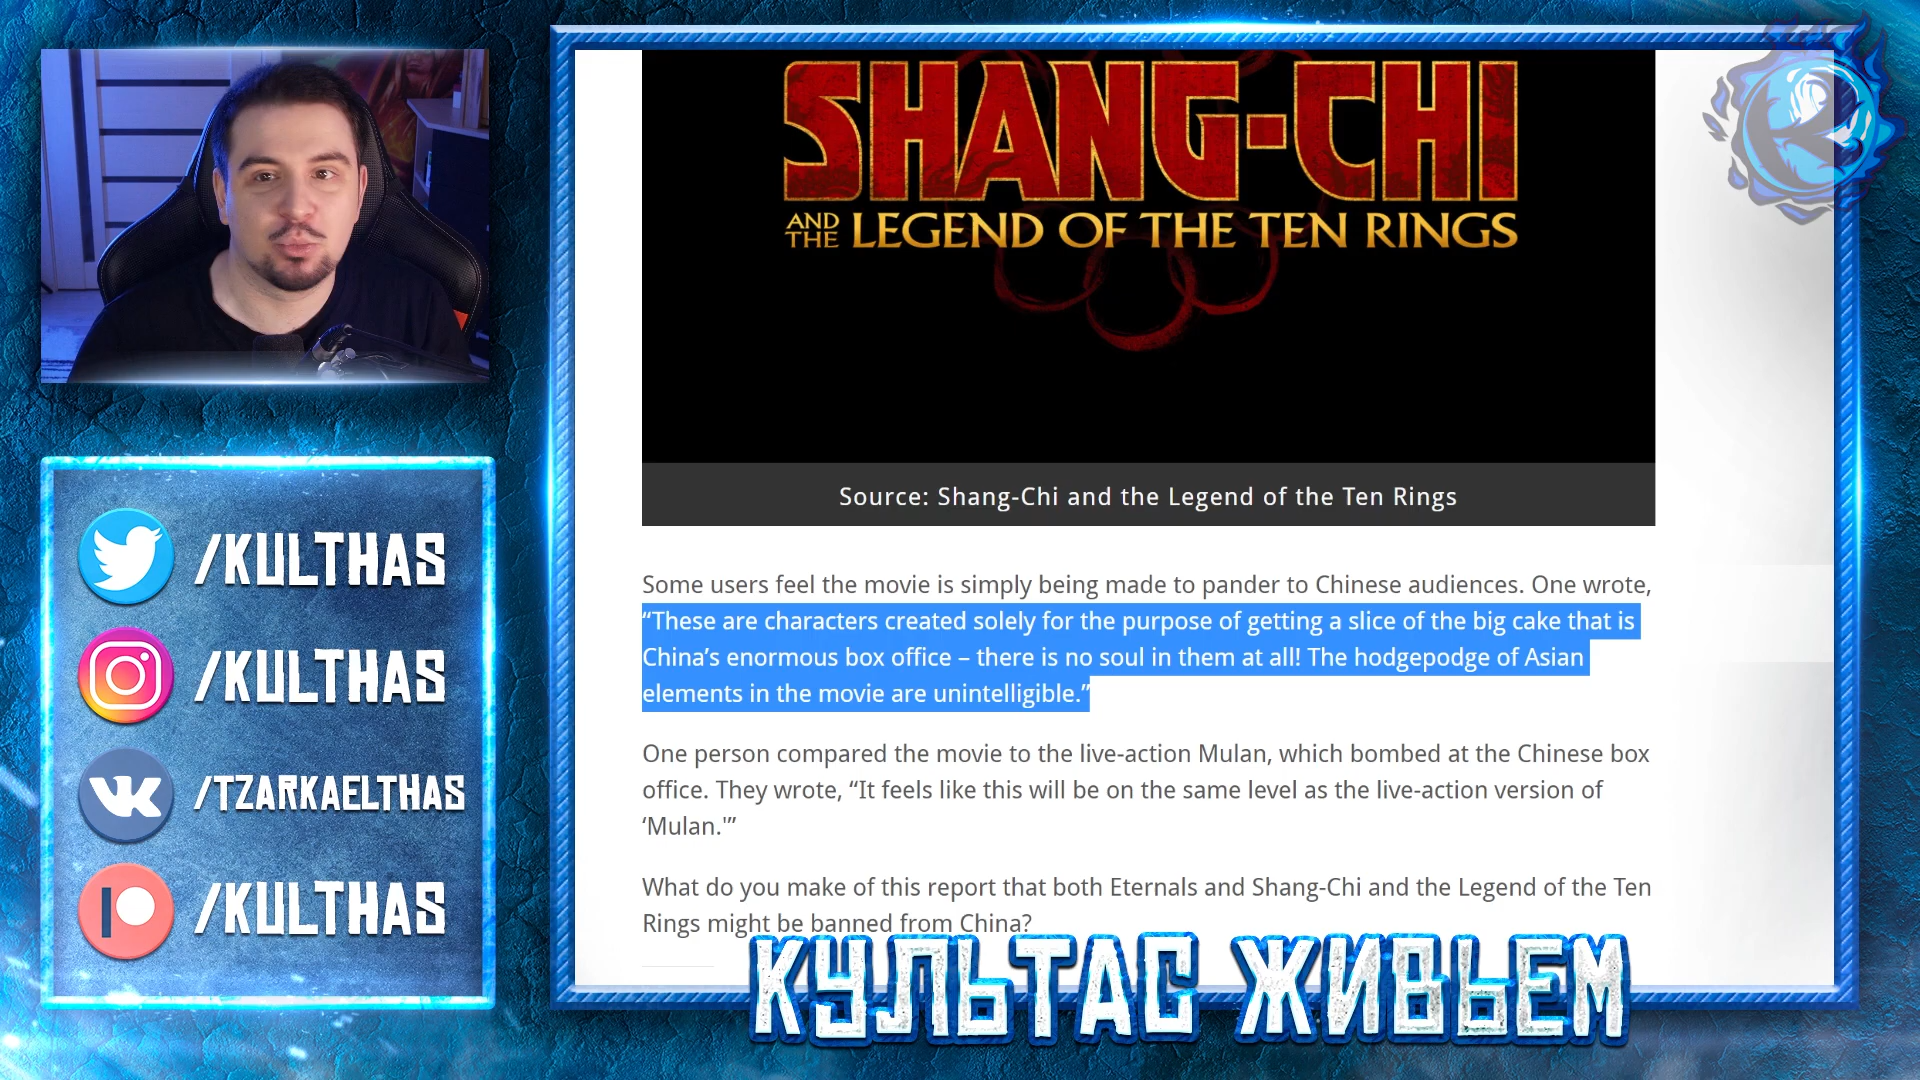 SHANG-CHI
AND THE LEGEND OF THE TEN RINGS
Source: Shang-Chi and the Legend of the Ten Rings
Some users feel the movie is simply being made to pander to Chinese audiences. One wrote,
“These are characters created solely for the purpose of getting a slice of the big cake that is
China’s enormous box office – there is no soul in them at all! The hodgepodge of Asian
elements in the movie are unintelligible.”
One person compared the movie to the live-action Mulan, which bombed at the Chinese box
office. They wrote, “It feels like this will be on the same level as the live-action version of
‘Mulan.'”
What do you make of this report that both Eternals and Shang-Chi and the Legend of the Ten
Rings might be banned from China?
/KULTHAS
/KULTHAS
/TZARKAELTHAS
/KULTHAS
КУЛЬТАС ЖИВЬЕМ